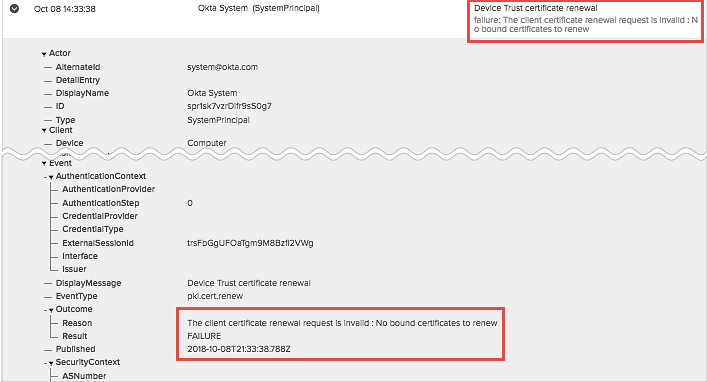 Oct 08 14:33:38 Okta System (SystemPrincipal) Device Trust certificate renewal
failure: The client certificate renewal request is invalid : N
o bound certificates to renew
Actor
AlternateId system@okta.com
DetailEntry
DisplayName Okta System
ID spr1sk7vzrDifr9sS0g7
Type SystemPrincipal
Client
Device Computer
Event
AuthenticationContext
AuthenticationProvider
AuthenticationStep 0
CredentialProvider
CredentialType
ExternalSessionId trsFbGgUFOaTgm9M8Bzfi2VWg
Interface
Issuer
DisplayMessage Device Trust certificate renewal
EventType pki.cert.renew
Outcome
Reason The client certificate renewal request is invalid : No bound certificates to renew
Result FAILURE
Published 2018-10-08T21:33:38.788Z
SecurityContext
ASNumber